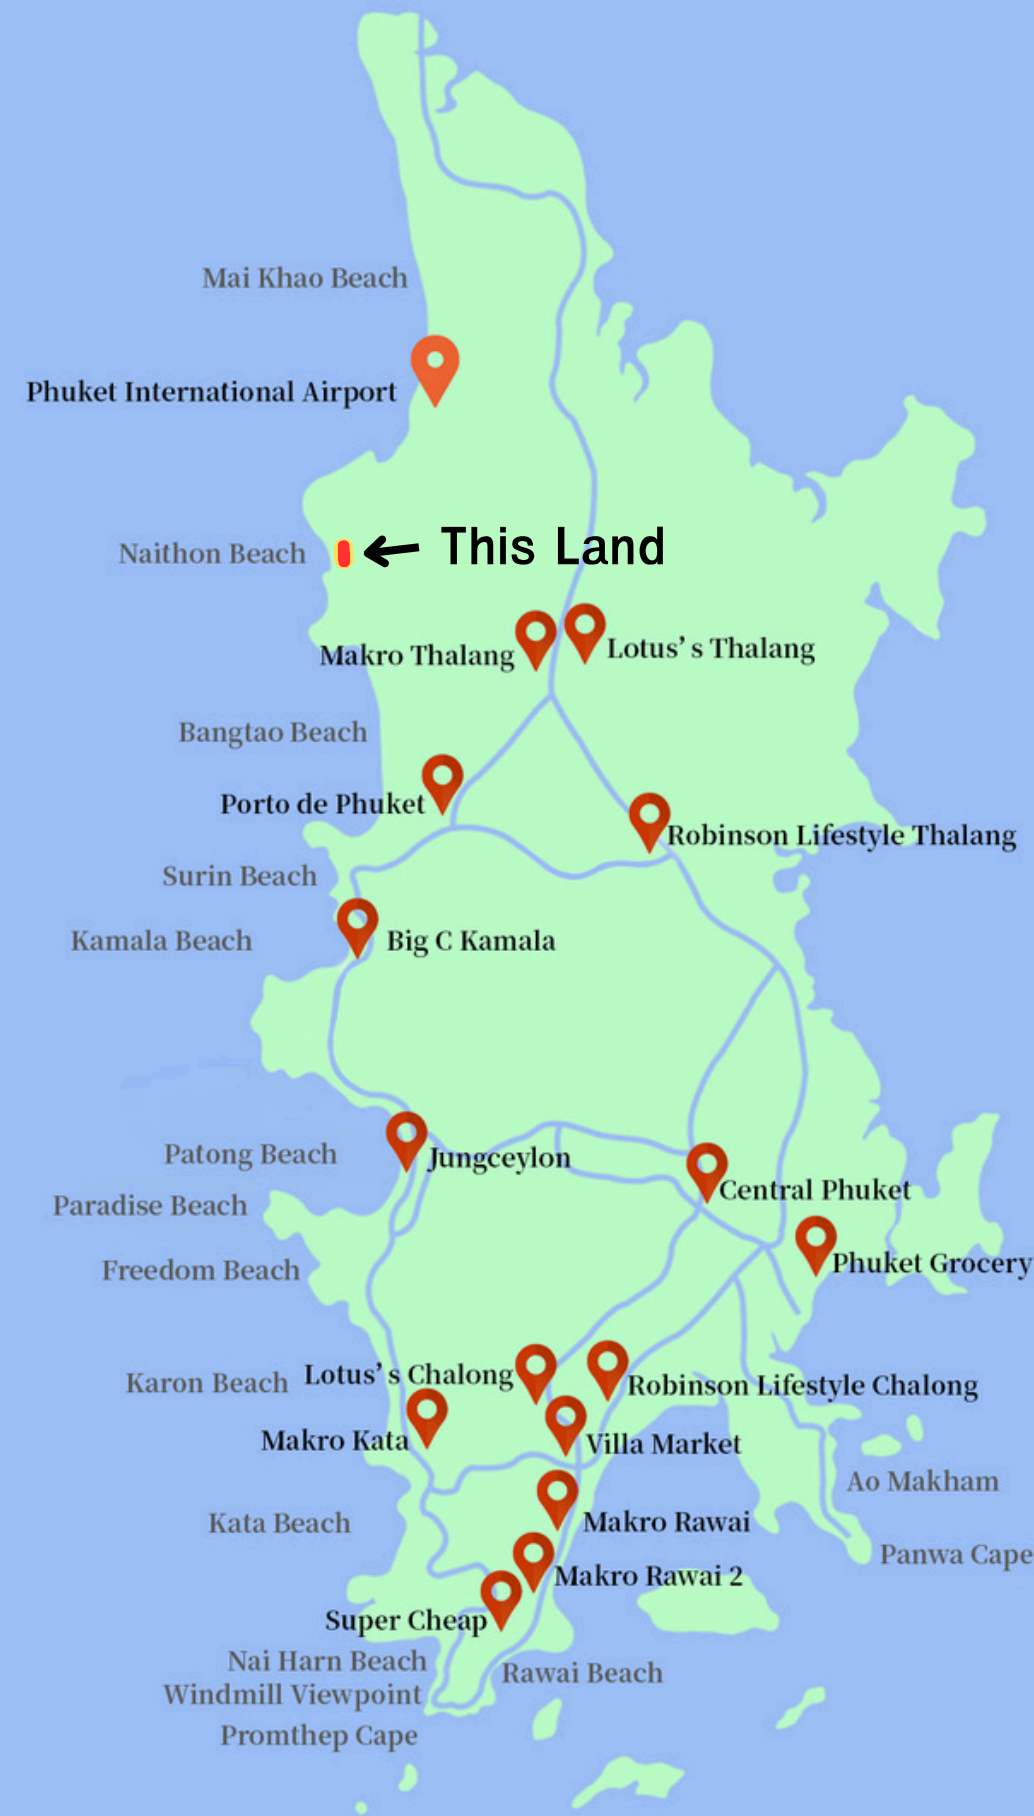 Mai Khao Beach
Phuket International Airport
This Land
Naithon Beach
Makro Thalang
Lotus’s Thalang
Bangtao Beach
Porto de Phuket
Robinson Lifestyle Thalang
Surin Beach
Kamala Beach
Big C Kamala
Patong Beach
Jungceylon
Central Phuket
Paradise Beach
Phuket Grocery
Freedom Beach
Lotus’s Chalong
Karon Beach
Robinson Lifestyle Chalong
Makro Kata
Villa Market
Ao Makham
Kata Beach
Makro Rawai
Panwa Cape
Makro Rawai 2
Super Cheap
Nai Harn Beach
Rawai Beach
Windmill Viewpoint
Promthep Cape